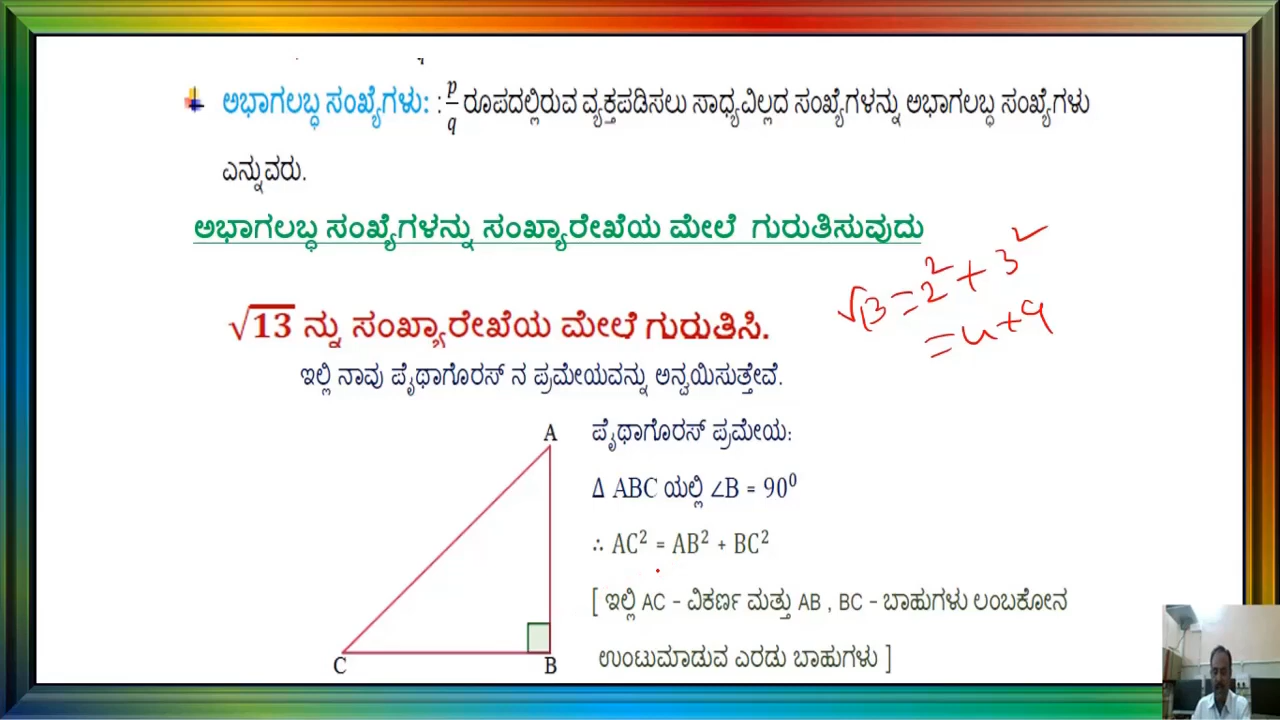 ಅಭಾಗಲಬ್ಧ ಸಂಖ್ಯೆಗಳು: : p/q ರೂಪದಲ್ಲಿರುವ ವ್ಯಕ್ತಪಡಿಸಲು ಸಾಧ್ಯವಿಲ್ಲದ ಸಂಖ್ಯೆಗಳನ್ನು ಅಭಾಗಲಬ್ಧ ಸಂಖ್ಯೆಗಳು
ಎನ್ನುವರು.
ಅಭಾಗಲಬ್ಧ ಸಂಖ್ಯೆಗಳನ್ನು ಸಂಖ್ಯಾರೇಖೆಯ ಮೇಲೆ ಗುರುತಿಸುವುದು
√13 = 2² + 3²
= 4+9
√13 ನ್ನು ಸಂಖ್ಯಾರೇಖೆಯ ಮೇಲೆ ಗುರುತಿಸಿ.
ಇಲ್ಲಿ ನಾವು ಪೈಥಾಗೊರಸ್ ನ ಪ್ರಮೇಯವನ್ನು ಅನ್ವಯಿಸುತ್ತೇವೆ.
A
ಪೈಥಾಗೊರಸ್ ಪ್ರಮೇಯ:
Δ ABC ಯಲ್ಲಿ ∠B = 90⁰
∴ AC² = AB² + BC²
[ ಇಲ್ಲಿ AC – ವಿಕರ್ಣ ಮತ್ತು AB , BC – ಬಾಹುಗಳು ಲಂಬಕೋನ
ಉಂಟುಮಾಡುವ ಎರಡು ಬಾಹುಗಳು ]
C B